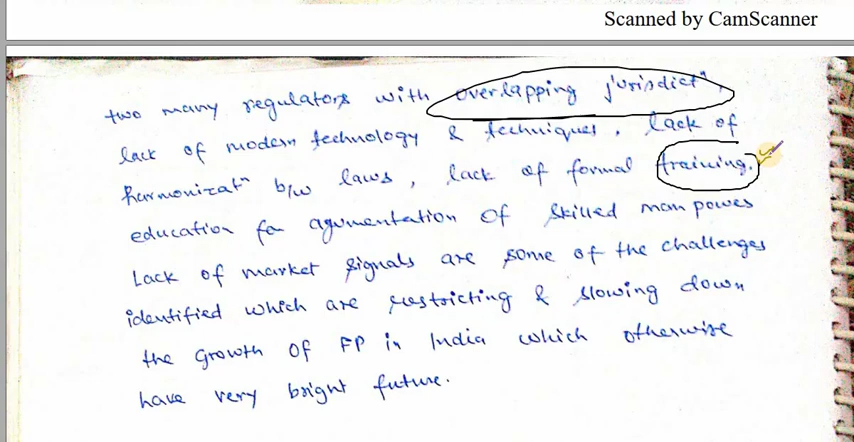 Scanned by CamScanner
two many regulators with overlapping jurisdictn,
lack of modern technology & techniques, lack of
harmonizatn b/w laws, lack of formal training.
education for agumentation of skilled man power
Lack of market signals are some of the challenges
identified which are restricting & slowing down
the growth of FP in India which otherwise
have very bright future.